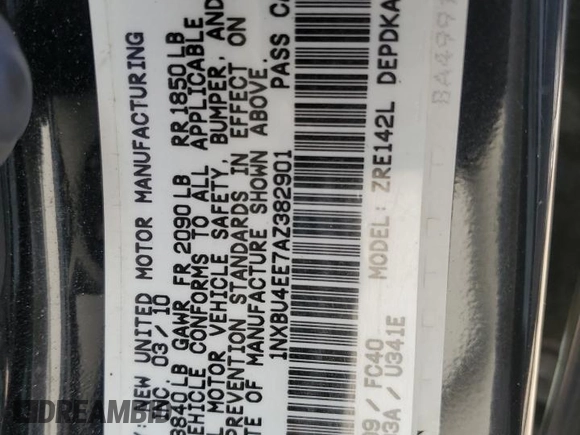 NEW UNITED MOTOR MANUFACTURING
INC. 03/10
3840 LB GAWR FR 2090 LB RR 1850 LB
VEHICLE CONFORMS TO ALL APPLICABLE
MOTOR VEHICLE SAFETY, BUMPER, AND
PREVENTION STANDARDS IN EFFECT ON
OF MANUFACTURE SHOWN ABOVE.
1NXBU4EE7AZ382901 PASS
MODEL: ZRE142L DEPDKA
/FC40
/U341E
DREAMBID